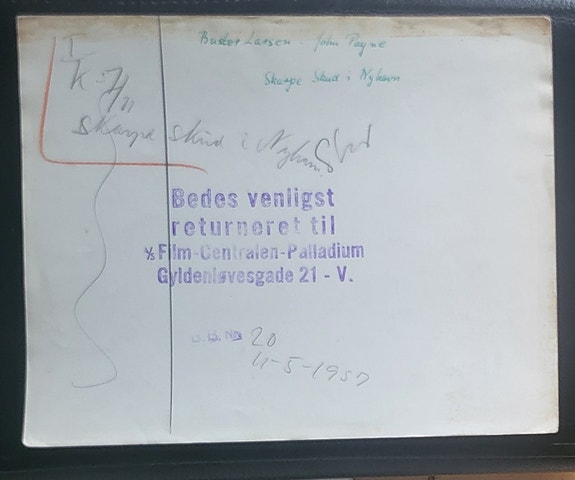 Buster Larsen - John Payne
Skarpe Skud i Nyhavn
I
K: 7/11
Skarpe skud i Nyhavn
Bedes venligst
returneret til
A/S Film-Centralen-Palladium
Gyldenløvesgade 21 - V.
20
11-5-1957